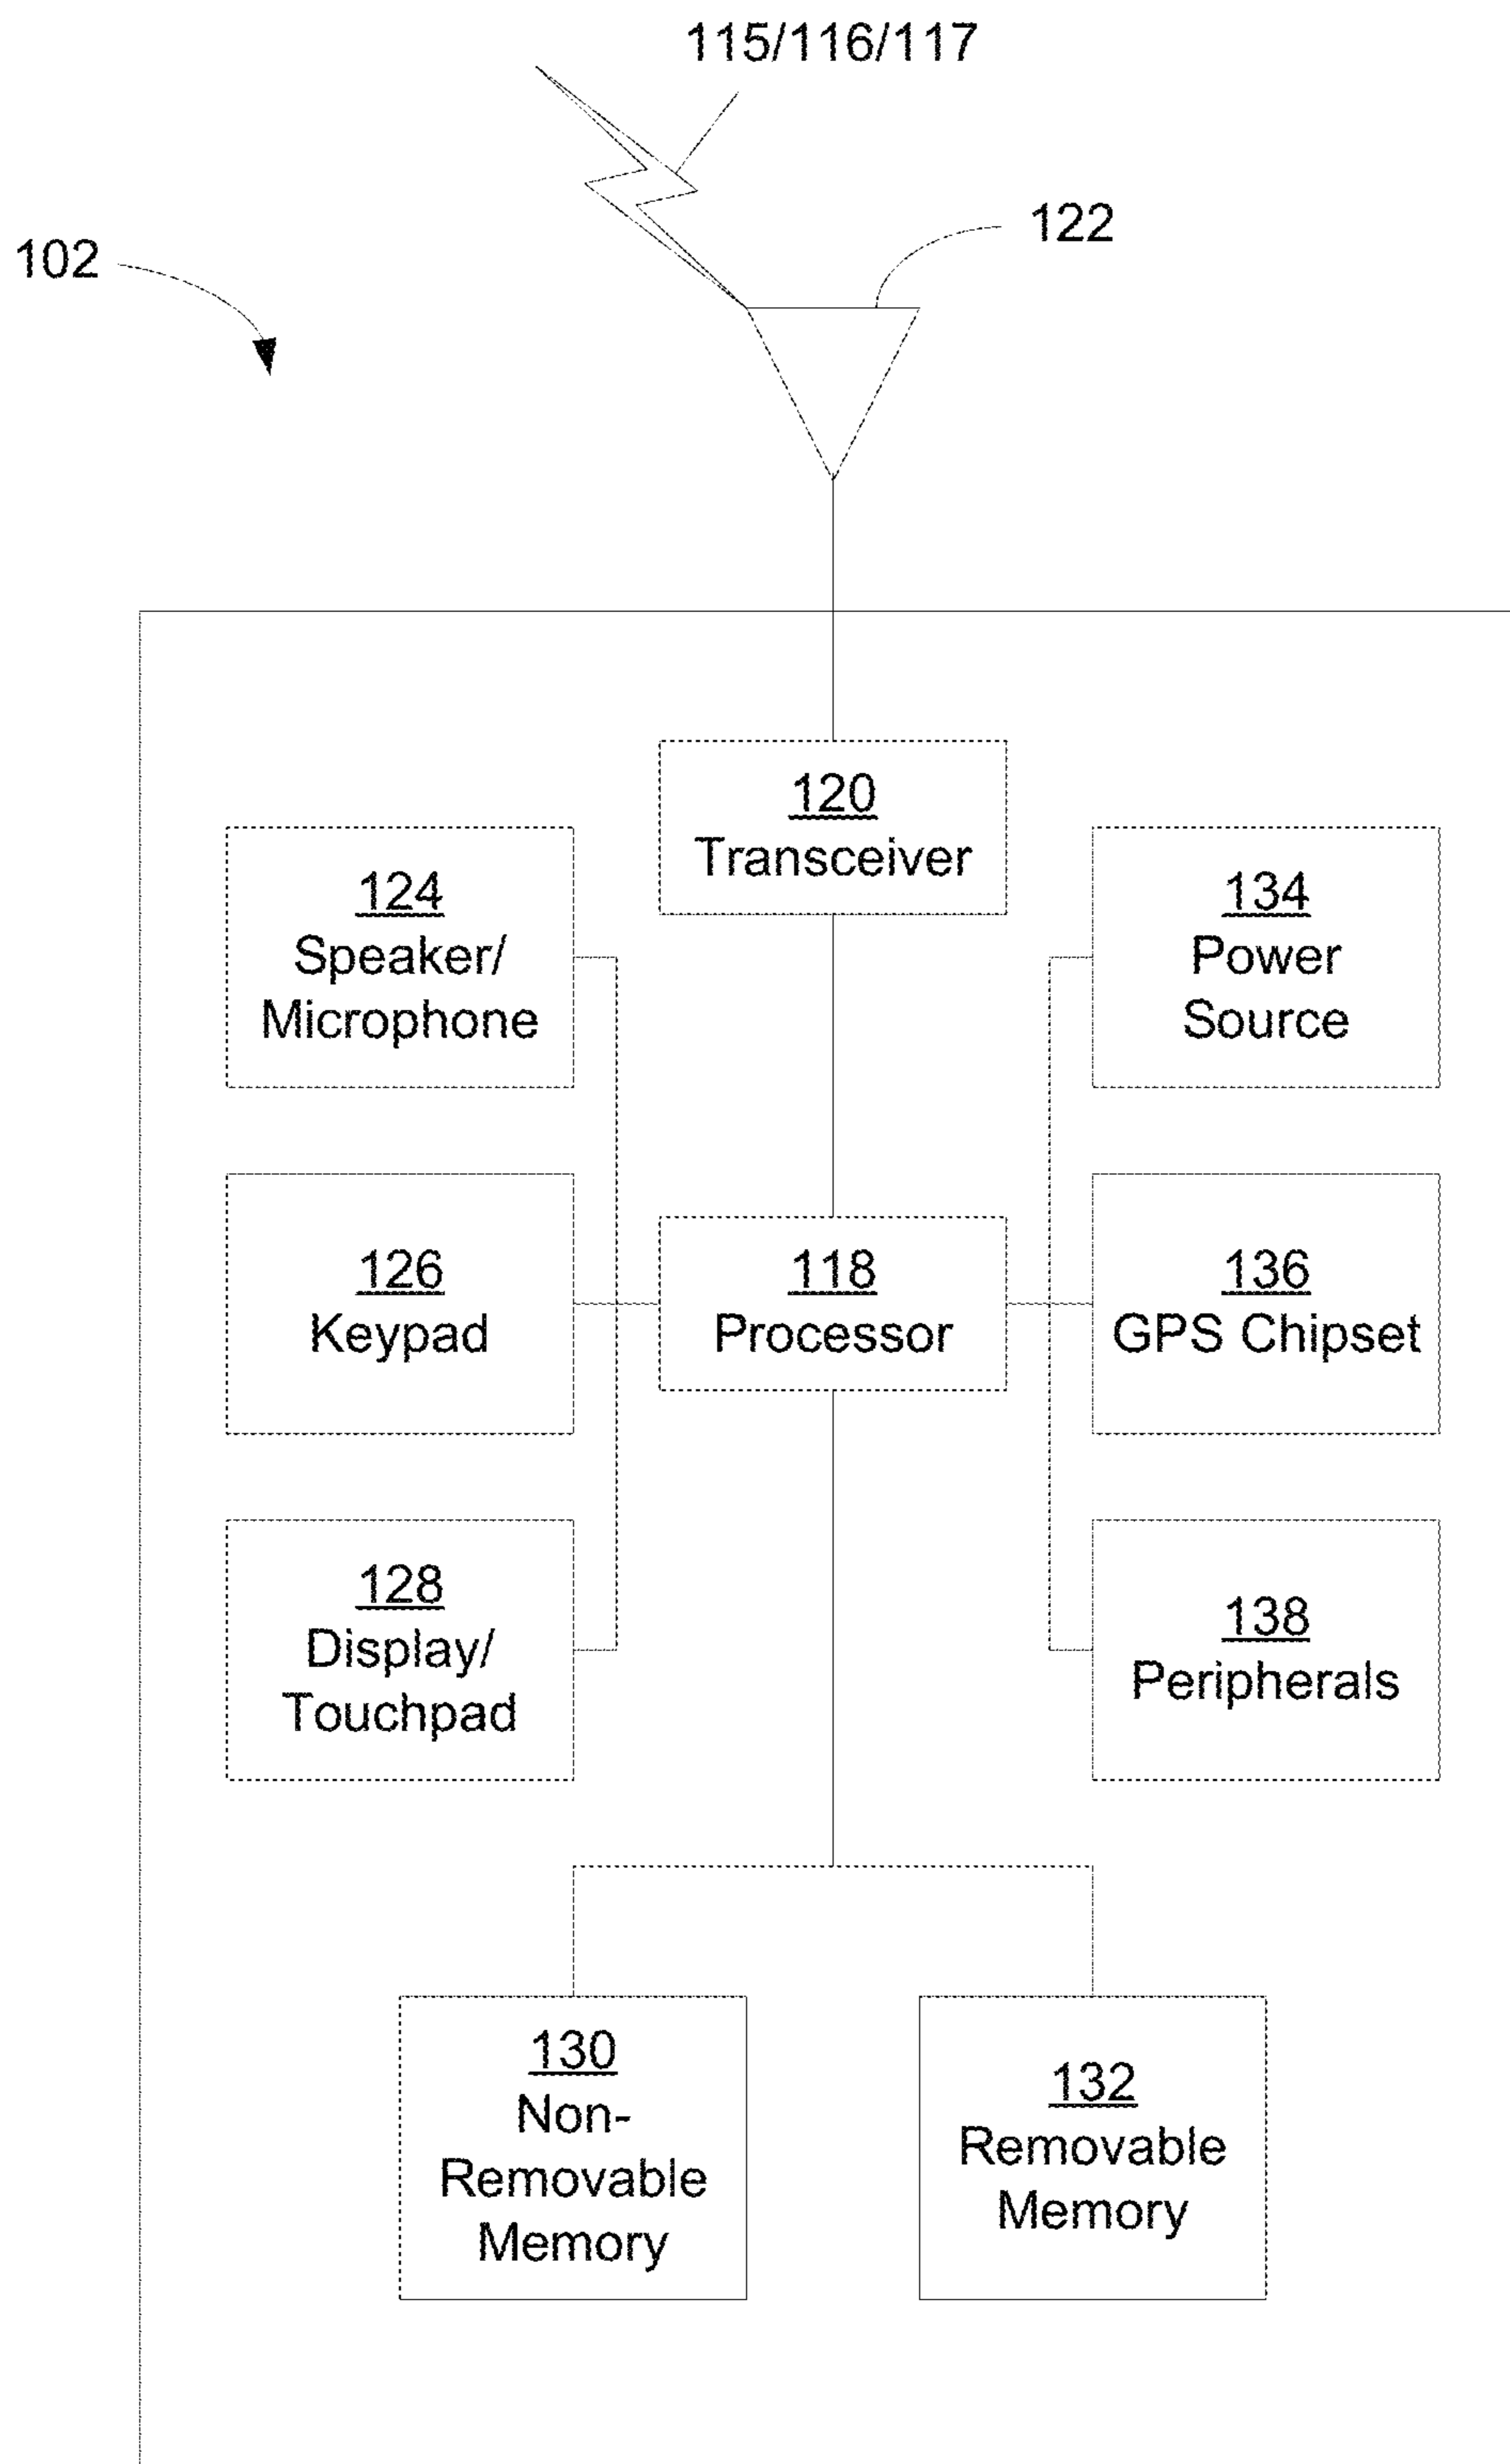 115/116/117
122
102
120
Transceiver
124
Speaker/
Microphone
134
Power
Source
126
Keypad
118
Processor
136
GPS Chipset
128
Display/
Touchpad
138
Peripherals
130
Non-
Removable
Memory
132
Removable
Memory